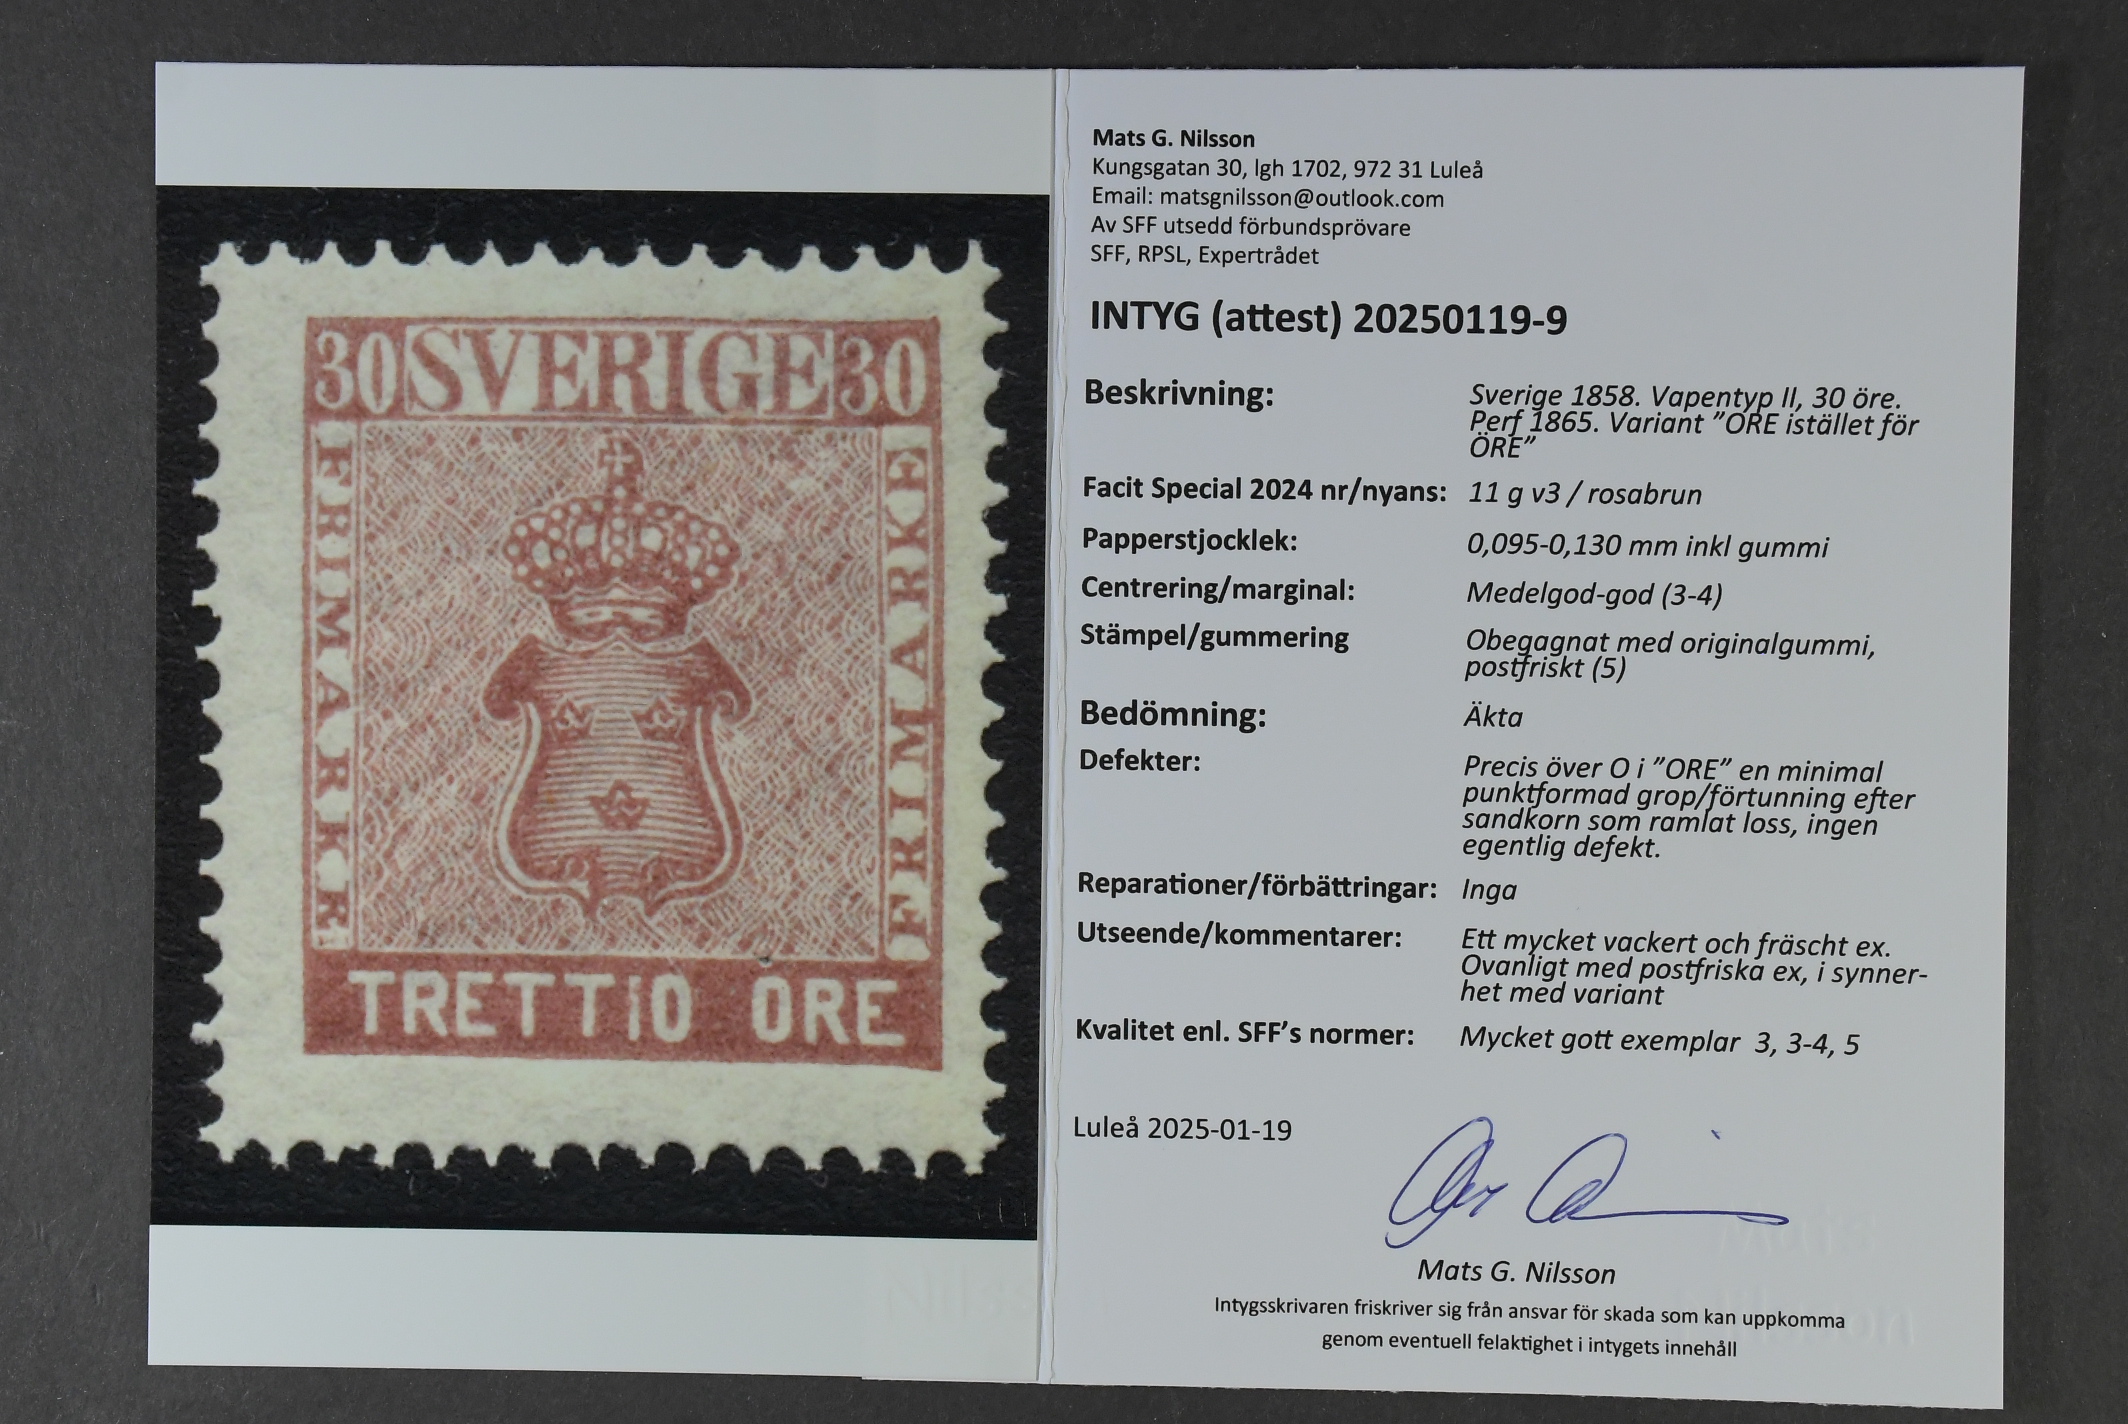 30 SVERIGE 30
FRIMÄRKE
FRIMÄRKE
TRETTIO ORE
Mats G. Nilsson
Kungsgatan 30, lgh 1702, 972 31 Luleå
Email: matsgnilsson@outlook.com
Av SFF utsedd förbundsprövare
SFF, RPSL, Expertrådet
INTYG (attest) 20250119-9
Beskrivning: Sverige 1858. Vapentyp II, 30 öre.
Perf 1865. Variant ”ORE istället för
ÖRE”
Facit Special 2024 nr/nyans: 11 g v3 / rosabrun
Papperstjocklek: 0,095-0,130 mm inkl gummi
Centrering/marginal: Medelgod-god (3-4)
Stämpel/gummering Obegagnat med originalgummi,
postfriskt (5)
Bedömning: Äkta
Defekter: Precis över O i ”ORE” en minimal
punktformad grop/förtunning efter
sandkorn som ramlat loss, ingen
egentlig defekt.
Reparationer/förbättringar: Inga
Utseende/kommentarer: Ett mycket vackert och fräscht ex.
Ovanligt med postfriska ex, i synner-
het med variant
Kvalitet enl. SFF’s normer: Mycket gott exemplar 3, 3-4, 5
Luleå 2025-01-19
Mats G. Nilsson
Intygsskrivaren friskriver sig från ansvar för skada som kan uppkomma
genom eventuell felaktighet i intygets innehåll